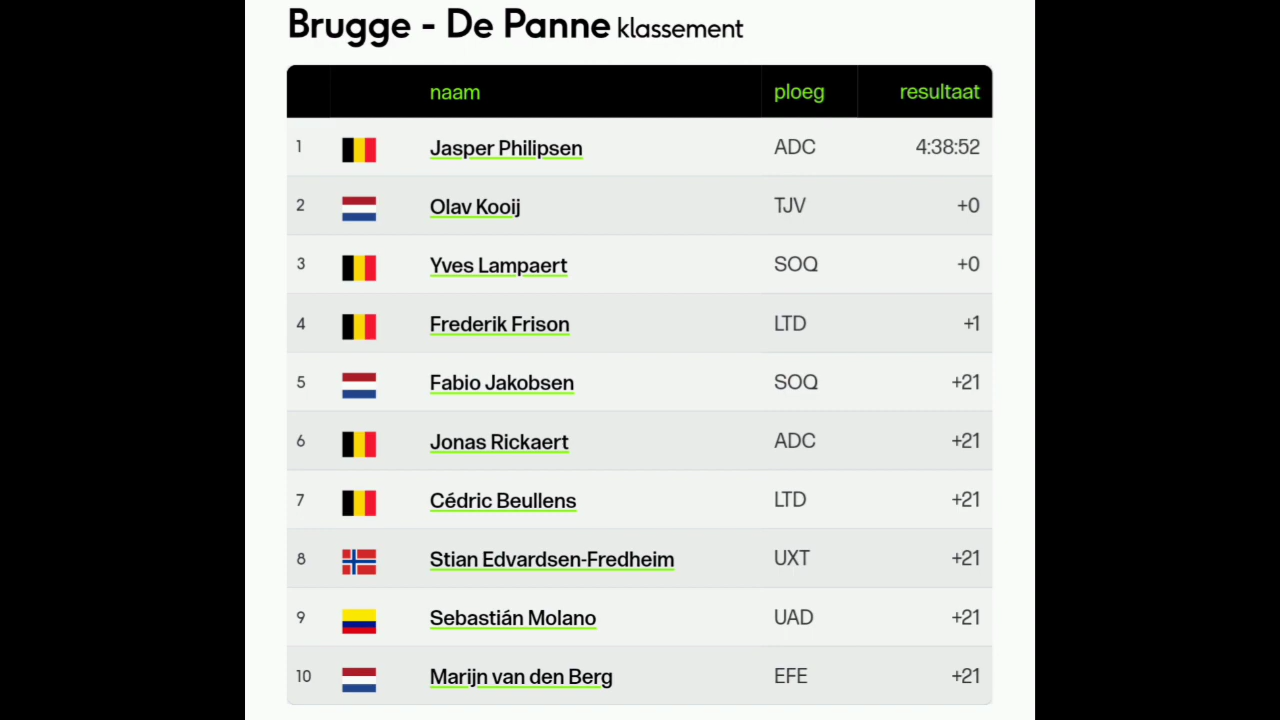 Brugge - De Panne klassement
naam ploeg resultaat
1 Jasper Philipsen ADC 4:38:52
2 Olav Kooij TJV +0
3 Yves Lampaert SOQ +0
4 Frederik Frison LTD +1
5 Fabio Jakobsen SOQ +21
6 Jonas Rickaert ADC +21
7 Cédric Beullens LTD +21
8 Stian Edvardsen-Fredheim UXT +21
9 Sebastián Molano UAD +21
10 Marijn van den Berg EFE +21